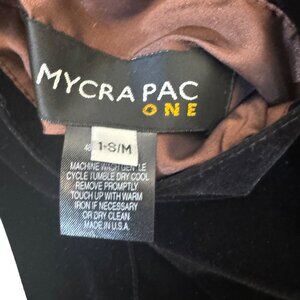 MYCRA PAC
ONE
1-S/M
MACHINE WASH GENTLE
CYCLE TUMBLE DRY COOL
REMOVE PROMPTLY
TOUCH UP WITH WARM
IRON IF NECESSARY
OR DRY CLEAN
MADE IN U.S.A.